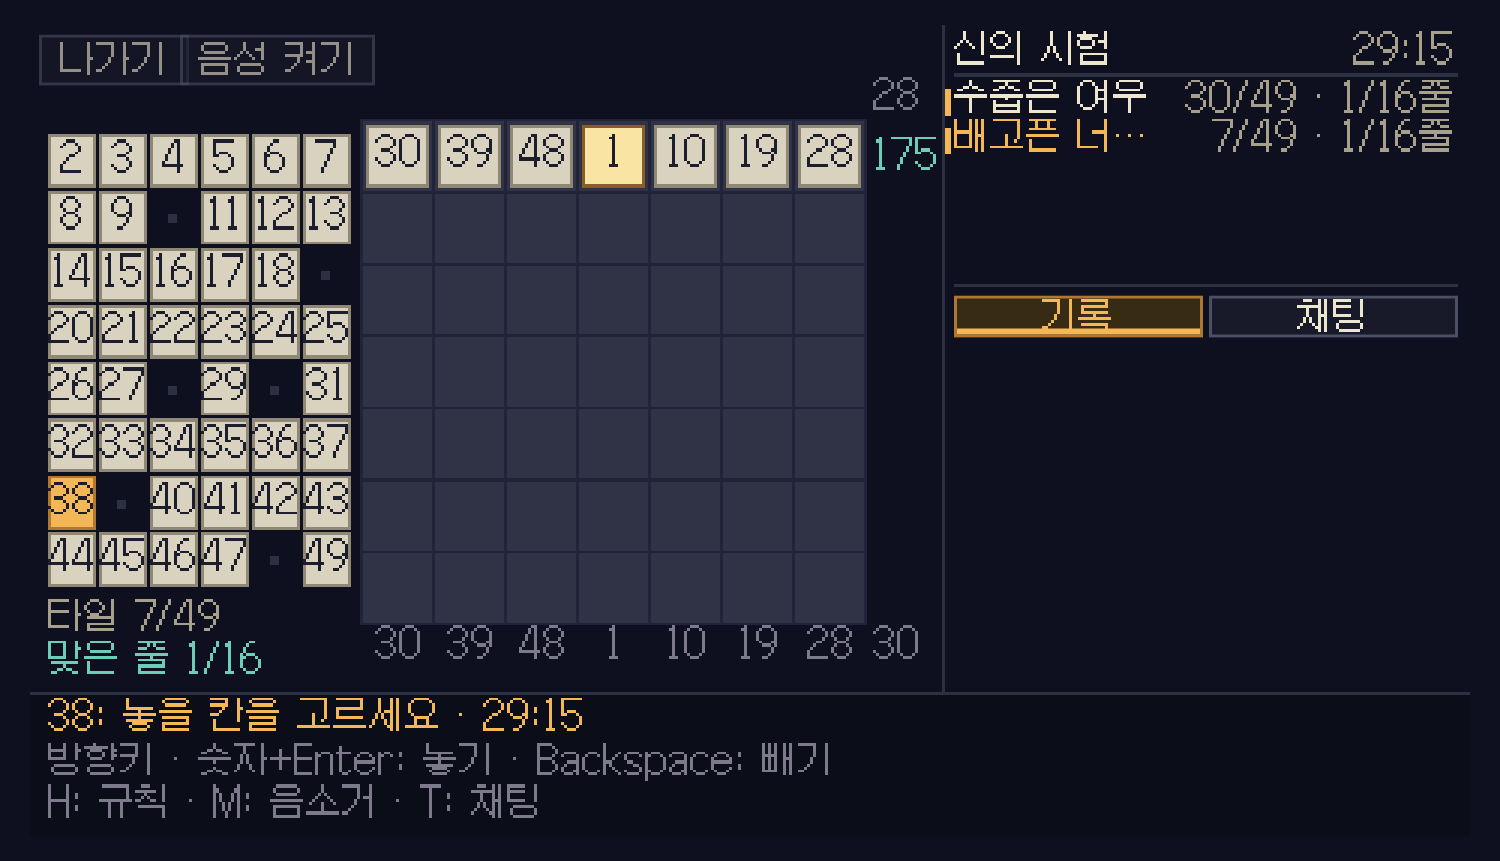 나가기 음성 켜기
28
2 3 4 5 6 7
8 9 11 12 13
14 15 16 17 18
20 21 22 23 24 25
26 27 29 31
32 33 34 35 36 37
38 40 41 42 43
44 45 46 47 49
타일 7/49
맞은 줄 1/16
30 39 48 1 10 19 28 175
30 39 48 1 10 19 28 30
신의 시험 29:15
수줍은 여우 30/49 · 1/16줄
배고픈 너… 7/49 · 1/16줄
기록 채팅
38: 놓을 칸을 고르세요 · 29:15
방향키 · 숫자+Enter: 놓기 · Backspace: 빼기
H: 규칙 · M: 음소거 · T: 채팅